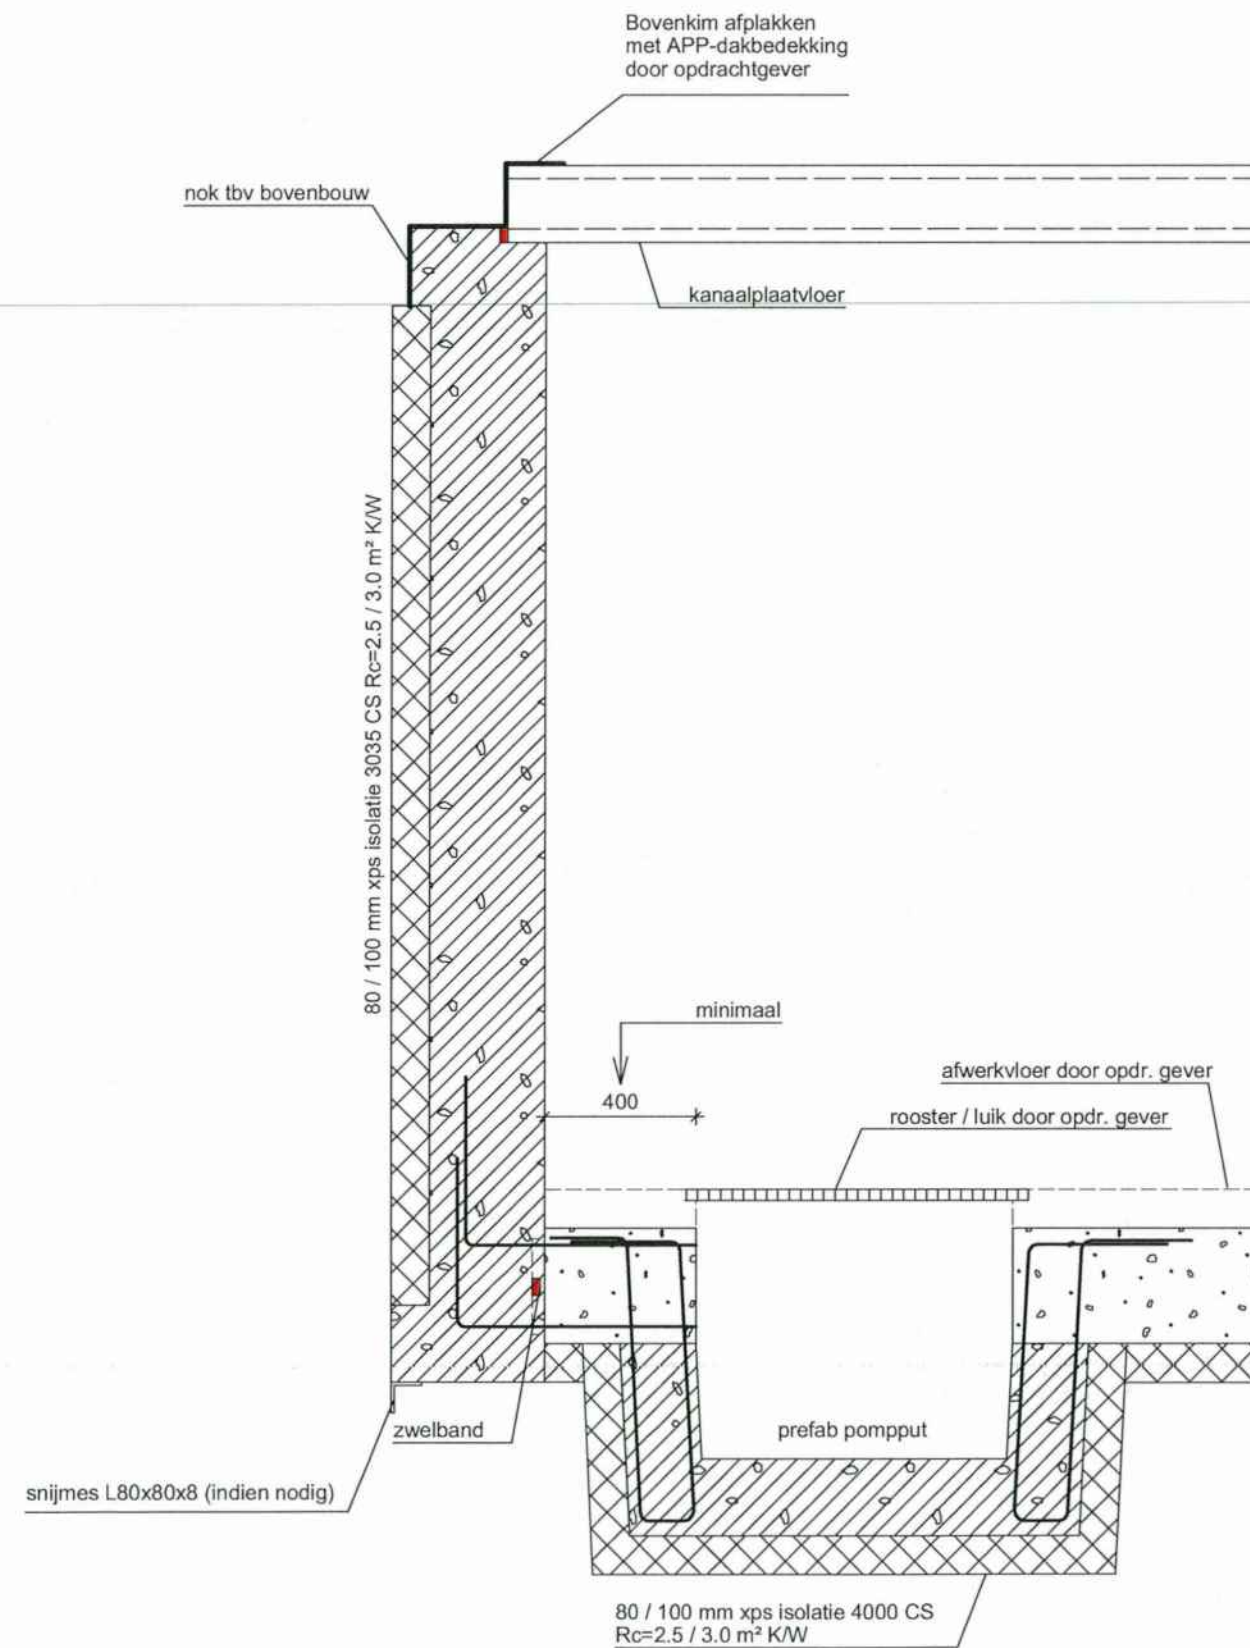 Bovenkim afplakken
met APP-dakbedekking
door opdrachtgever
nok tbv bovenbouw
kanaalplaatvloer
80 / 100 mm xps isolatie 3035 CS Rc=2.5 / 3.0 m² K/W
minimaal
400
afwerkvloer door opdr. gever
rooster / luik door opdr. gever
zwelband
prefab pompput
snijmes L80x80x8 (indien nodig)
80 / 100 mm xps isolatie 4000 CS
Rc=2.5 / 3.0 m² K/W